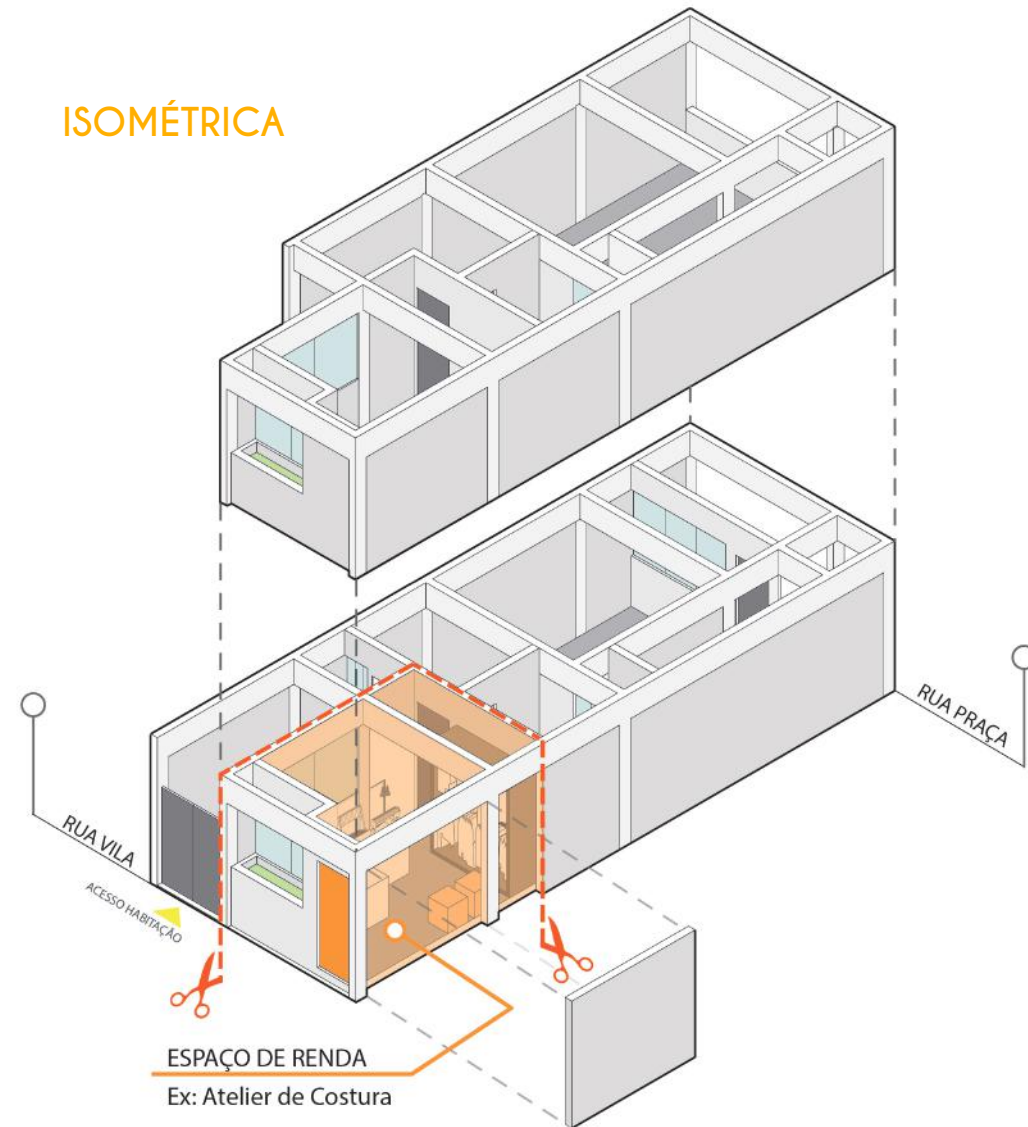 ISOMÉTRICA
RUA PRAÇA
RUA VILA
ACESSO HABITAÇÃO
ESPAÇO DE RENDA
Ex: Atelier de Costura